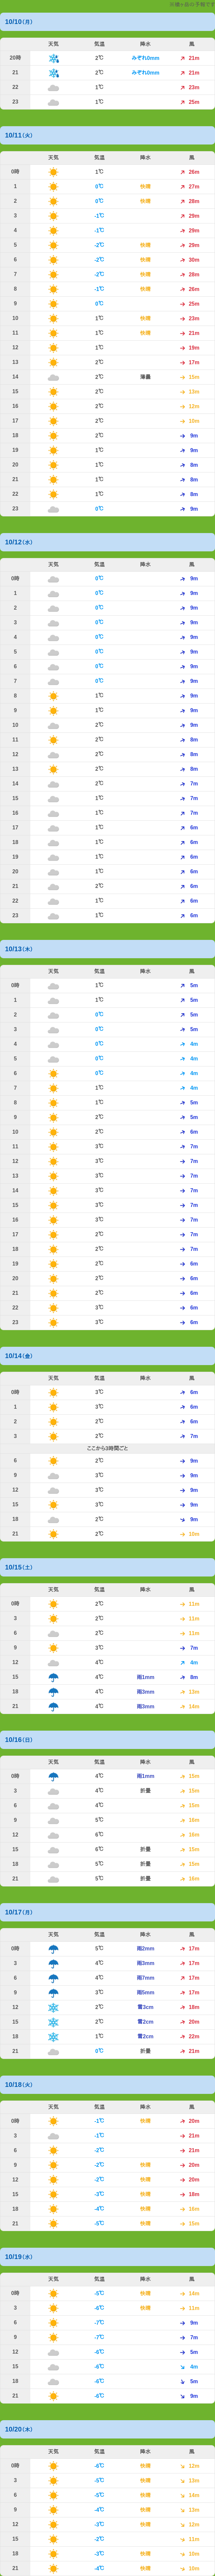 の予報です
10/10(月)
天気 気温 降水 風
20時 2℃ みぞれ0mm 21m
21 2℃ みぞれ0mm 21m
22 1℃ 23m
23 1℃ 25m
10/11(火)
天気 気温 降水 風
0時 1℃ 26m
1 0℃ 快晴 27m
2 0℃ 快晴 28m
3 -1℃ 29m
4 -1℃ 29m
5 -2℃ 快晴 29m
6 -2℃ 快晴 30m
7 -2℃ 快晴 28m
8 -1℃ 快晴 26m
9 0℃ 25m
10 1℃ 快晴 23m
11 1℃ 快晴 21m
12 1℃ 19m
13 2℃ 17m
14 2℃ 薄曇 15m
15 2℃ 13m
16 2℃ 12m
17 2℃ 10m
18 2℃ 9m
19 1℃ 9m
20 1℃ 8m
21 1℃ 8m
22 1℃ 8m
23 0℃ 9m
10/12(水)
天気 気温 降水 風
0時 0℃ 9m
1 0℃ 9m
2 0℃ 9m
3 0℃ 9m
4 0℃ 9m
5 0℃ 9m
6 0℃ 9m
7 0℃ 9m
8 1℃ 9m
9 1℃ 9m
10 2℃ 9m
11 2℃ 8m
12 2℃ 8m
13 2℃ 8m
14 2℃ 7m
15 1℃ 7m
16 1℃ 7m
17 1℃ 6m
18 1℃ 6m
19 1℃ 6m
20 1℃ 6m
21 2℃ 6m
22 1℃ 6m
23 1℃ 6m
10/13(木)
天気 気温 降水 風
0時 1℃ 5m
1 1℃ 5m
2 0℃ 5m
3 0℃ 5m
4 0℃ 4m
5 0℃ 4m
6 0℃ 4m
7 1℃ 4m
8 1℃ 5m
9 2℃ 5m
10 2℃ 6m
11 3℃ 7m
12 3℃ 7m
13 3℃ 7m
14 3℃ 7m
15 3℃ 7m
16 3℃ 7m
17 2℃ 7m
18 2℃ 7m
19 2℃ 6m
20 2℃ 6m
21 2℃ 6m
22 3℃ 6m
23 3℃ 6m
10/14(金)
天気 気温 降水 風
0時 3℃ 6m
1 3℃ 6m
2 2℃ 6m
3 2℃ 7m
ここから3時間ごと
6 2℃ 9m
9 3℃ 9m
12 3℃ 9m
15 3℃ 9m
18 2℃ 9m
21 2℃ 10m
10/15(土)
天気 気温 降水 風
0時 2℃ 11m
3 2℃ 11m
6 2℃ 11m
9 3℃ 7m
12 4℃ 4m
15 4℃ 雨1mm 8m
18 4℃ 雨3mm 13m
21 4℃ 雨3mm 14m
10/16(日)
天気 気温 降水 風
0時 4℃ 雨1mm 15m
3 4℃ 折曇 15m
6 4℃ 15m
9 5℃ 16m
12 6℃ 16m
15 6℃ 折曇 15m
18 5℃ 折曇 15m
21 5℃ 折曇 16m
10/17(月)
天気 気温 降水 風
0時 5℃ 雨2mm 17m
3 4℃ 雨3mm 17m
6 4℃ 雨7mm 17m
9 3℃ 雨5mm 17m
12 2℃ 雪3cm 18m
15 2℃ 雪2cm 20m
18 1℃ 雪2cm 22m
21 0℃ 折曇 21m
10/18(火)
天気 気温 降水 風
0時 -1℃ 快晴 20m
3 -1℃ 21m
6 -2℃ 21m
9 -2℃ 快晴 20m
12 -2℃ 快晴 20m
15 -3℃ 快晴 18m
18 -4℃ 快晴 16m
21 -5℃ 快晴 15m
10/19(水)
天気 気温 降水 風
0時 -5℃ 快晴 14m
3 -6℃ 快晴 11m
6 -7℃ 9m
9 -7℃ 7m
12 -6℃ 5m
15 -6℃ 4m
18 -6℃ 5m
21 -6℃ 9m
10/20(木)
天気 気温 降水 風
0時 -6℃ 快晴 12m
3 -5℃ 快晴 13m
6 -5℃ 快晴 14m
9 -4℃ 快晴 13m
12 -3℃ 快晴 12m
15 -2℃ 11m
18 -3℃ 快晴 10m
21 -4℃ 快晴 10m